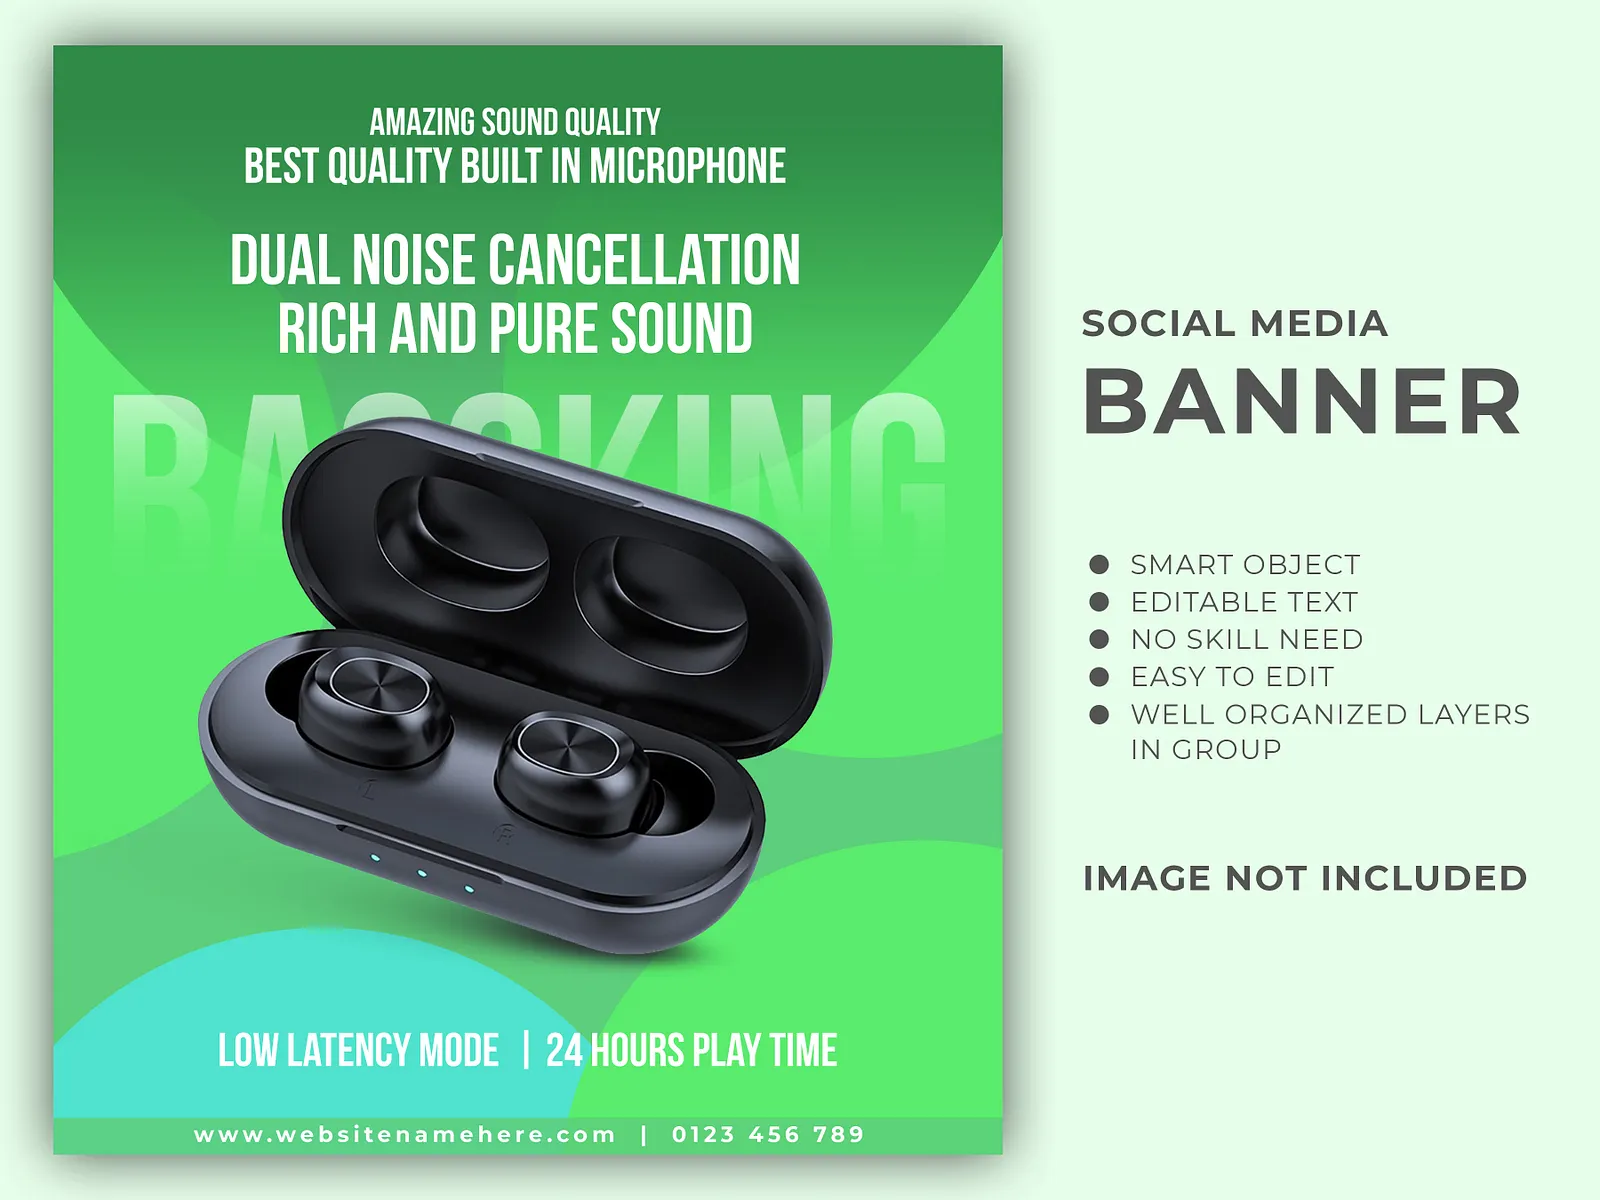 AMAZING SOUND QUALITY
BEST QUALITY BUILT IN MICROPHONE
DUAL NOISE CANCELLATION
RICH AND PURE SOUND
L
R
LOW LATENCY MODE | 24 HOURS PLAY TIME
www.websitenamehere.com | 0123 456 789
SOCIAL MEDIA
BANNER
● SMART OBJECT
● EDITABLE TEXT
● NO SKILL NEED
● EASY TO EDIT
● WELL ORGANIZED LAYERS
IN GROUP
IMAGE NOT INCLUDED